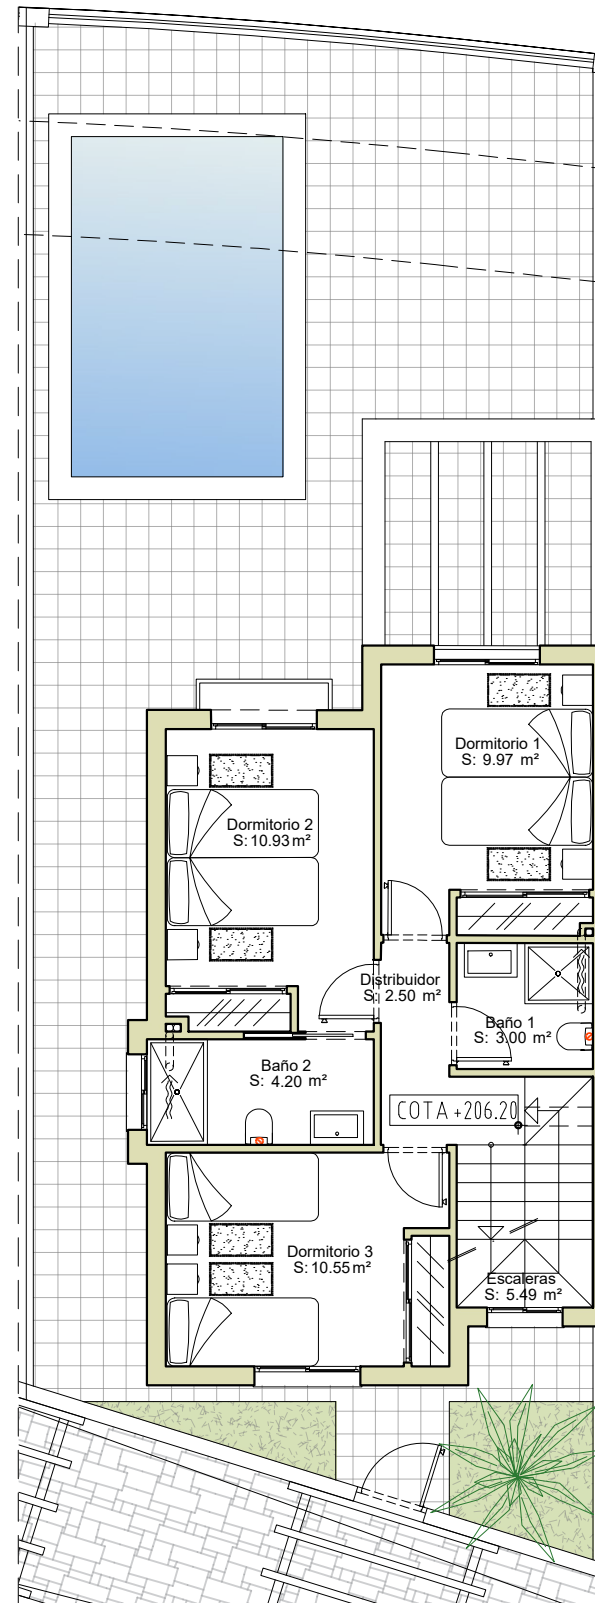 Dormitorio 1
S: 9.97 m²
Dormitorio 2
S: 10.93 m²
Distribuidor
S: 2.50 m²
Baño 1
S: 3.00 m²
Baño 2
S: 4.20 m²
COTA +206.20
Dormitorio 3
S: 10.55 m²
Escaleras
S: 5.49 m²